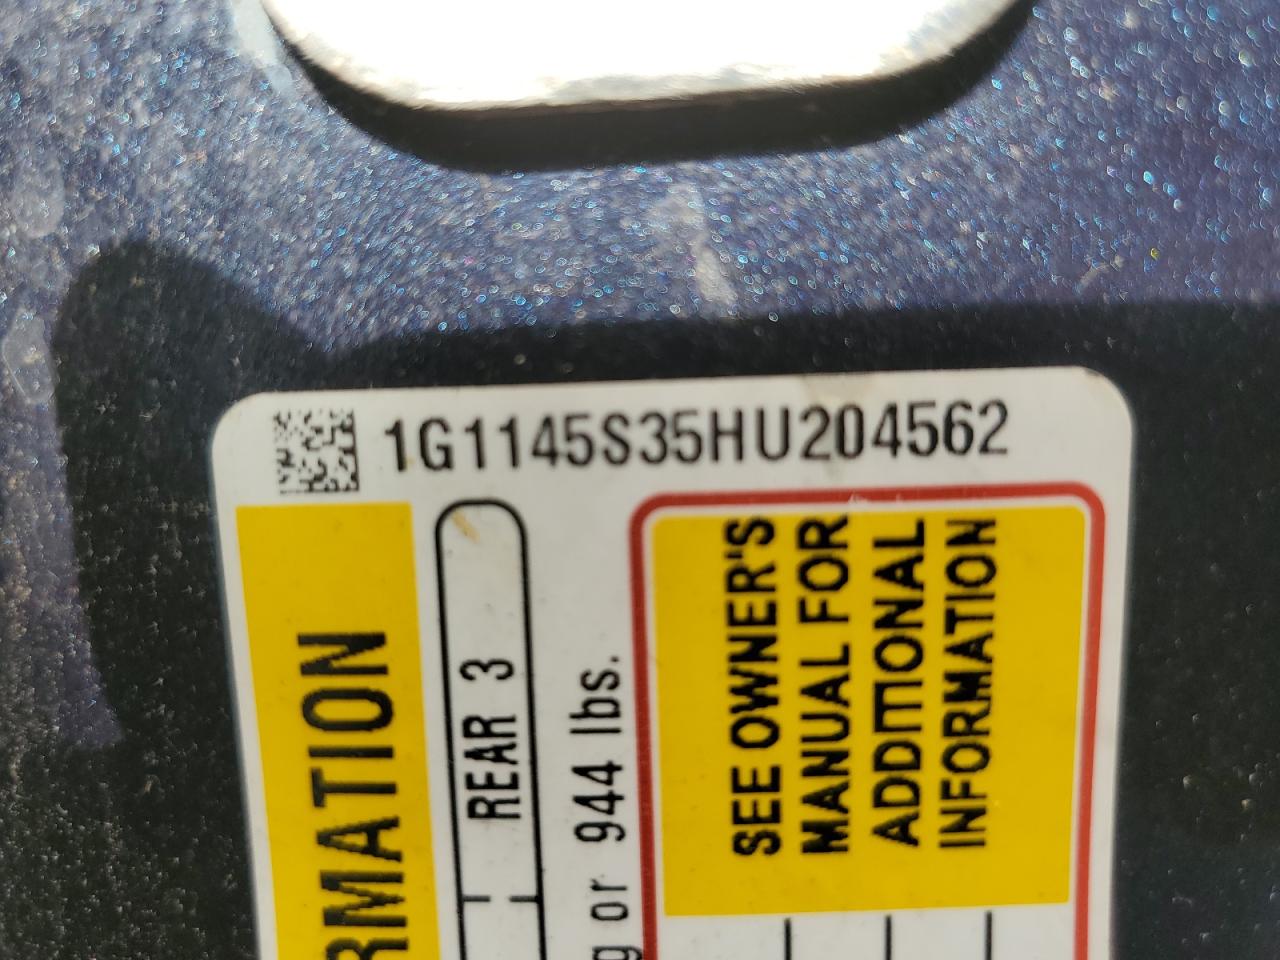 1G1145S35HU204562
RMATION
REAR 3
g or 944 lbs.
SEE OWNER'S
MANUAL FOR
ADDITIONAL
INFORMATION